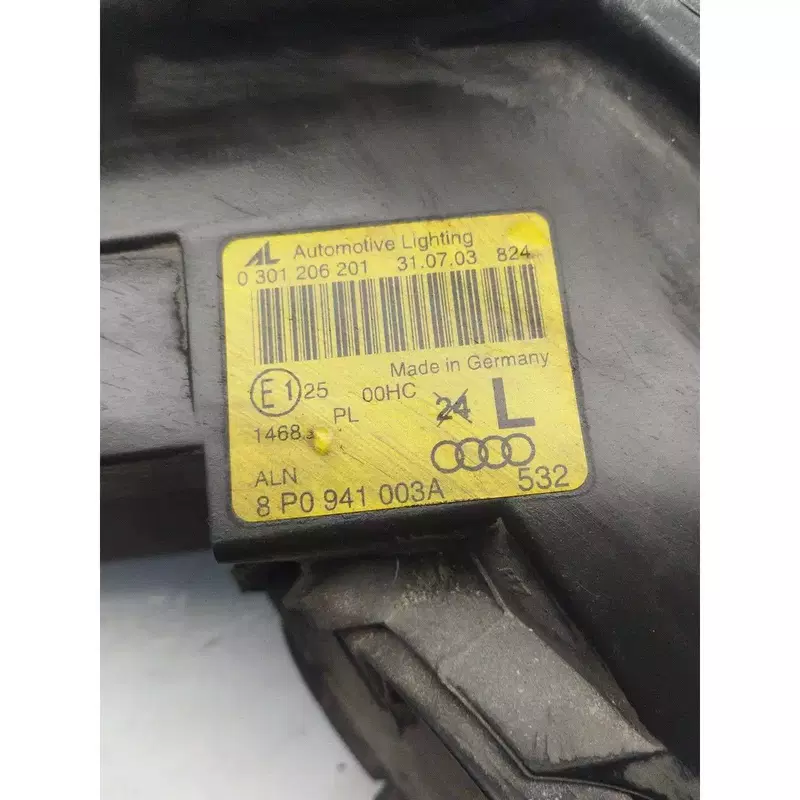 AL Automotive Lighting
0 301 206 201 31.07.03 824
Made in Germany
E1 25 00HC 24 L
1468 PL
ALN 532
8 P0 941 003A